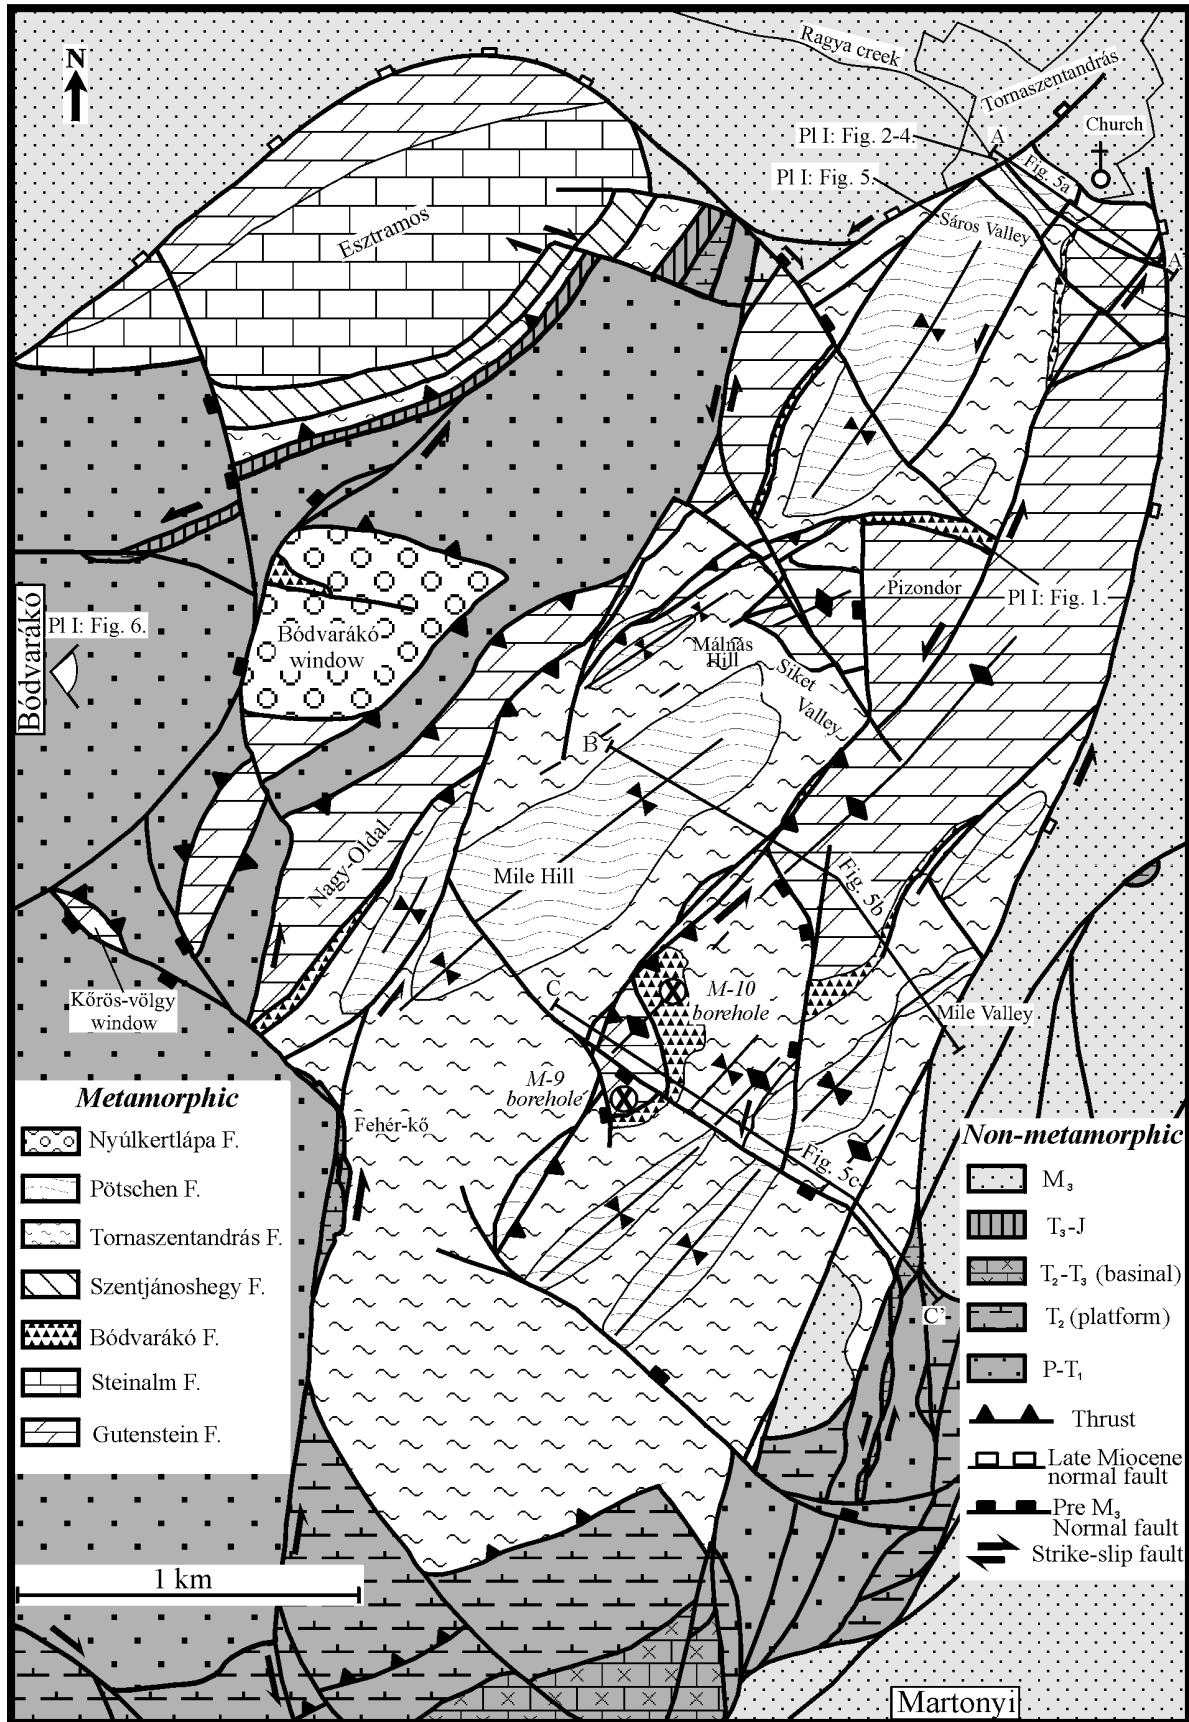 N
Ragya creek
Tornaszentandrás
Church
Pl I: Fig. 2-4.
A
Fig. 5a
Pl I: Fig. 5.
Sáros Valley
A
Esztramos
Pizondor
Pl I: Fig. 1.
Bódvarákó
Pl I: Fig. 6.
Bódvarákó
window
Málnás
Hill
Siket
Valley
B
Nagy-Oldal
Mile Hill
Fig. 5b
Kőrös-völgy
window
C
M-10
borehole
Mile Valley
M-9
borehole
Fehér-kő
Fig. 5c
C'
Metamorphic
Nyúlkertlápa F.
Pötschen F.
Tornaszentandrás F.
Szentjánoshegy F.
Bódvarákó F.
Steinalm F.
Gutenstein F.
Non-metamorphic
M₃
T₃-J
T₂-T₃ (basinal)
T₂ (platform)
P-T₁
Thrust
Late Miocene
normal fault
Pre M₃
Normal fault
Strike-slip fault
1 km
Martonyi